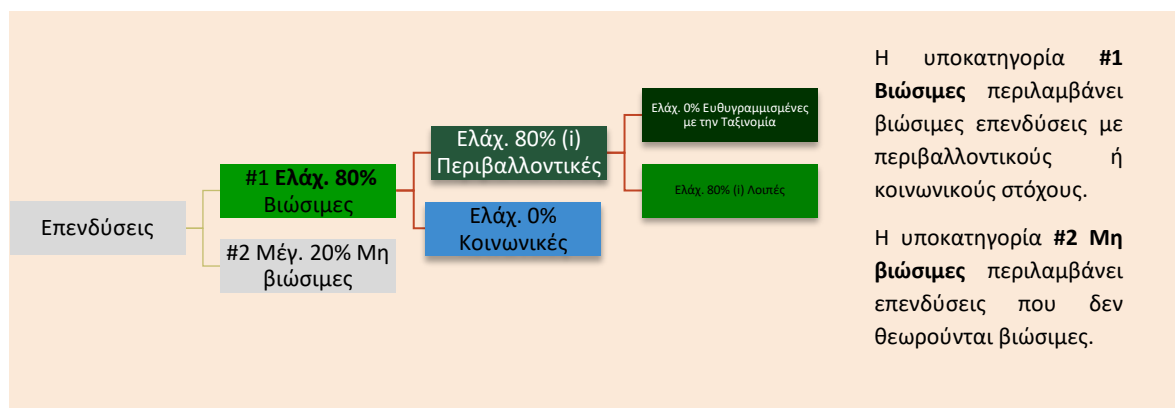 Επενδύσεις
#1 Ελάχ. 80%
Βιώσιμες
#2 Μέγ. 20% Μη
βιώσιμες
Ελάχ. 80% (i)
Περιβαλλοντικές
Ελάχ. 0%
Κοινωνικές
Ελάχ. 0% Ευθυγραμμισμένες
με την Ταξινομία
Ελάχ. 80% (i) Λοιπές
Η υποκατηγορία #1
Βιώσιμες περιλαμβάνει
βιώσιμες επενδύσεις με
περιβαλλοντικούς ή
κοινωνικούς στόχους.
Η υποκατηγορία #2 Μη
βιώσιμες περιλαμβάνει
επενδύσεις που δεν
θεωρούνται βιώσιμες.